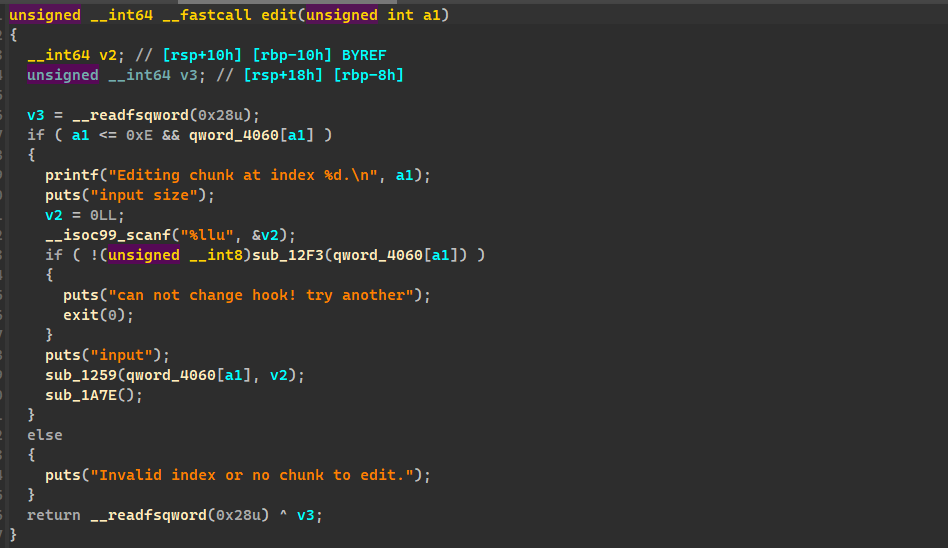 unsigned __int64 __fastcall edit(unsigned int a1)
{
  __int64 v2; // [rsp+10h] [rbp-10h] BYREF
  unsigned __int64 v3; // [rsp+18h] [rbp-8h]

  v3 = __readfsqword(0x28u);
  if ( a1 <= 0xE && qword_4060[a1] )
  {
    printf("Editing chunk at index %d.\n", a1);
    puts("input size");
    v2 = 0LL;
    __isoc99_scanf("%llu", &v2);
    if ( !(unsigned __int8)sub_12F3(qword_4060[a1]) )
    {
      puts("can not change hook! try another");
      exit(0);
    }
    puts("input");
    sub_1259(qword_4060[a1], v2);
    sub_1A7E();
  }
  else
  {
    puts("Invalid index or no chunk to edit.");
  }
  return __readfsqword(0x28u) ^ v3;
}